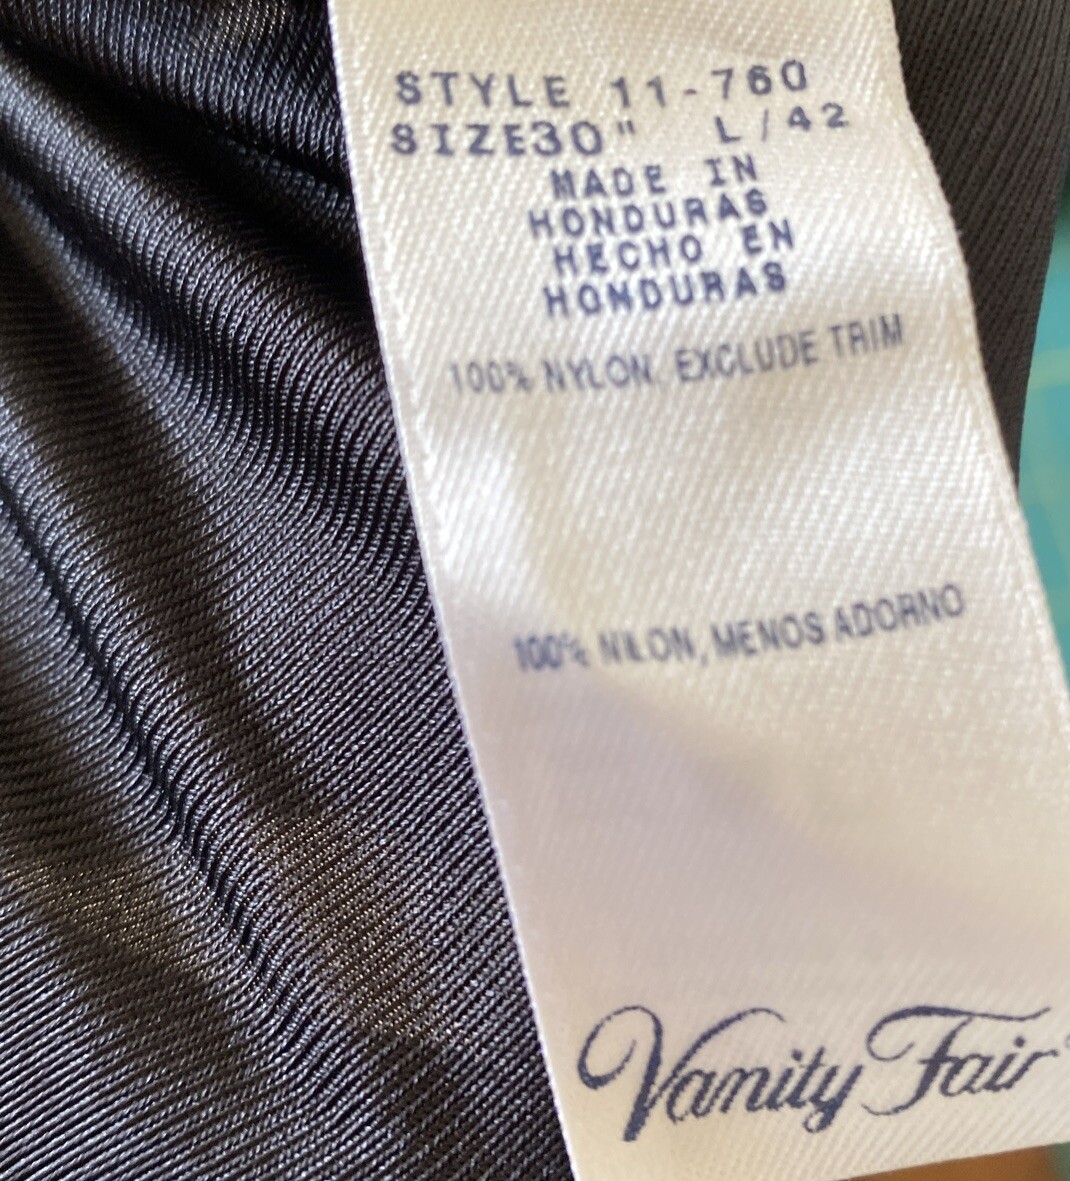 STYLE 11-760
SIZE30" L/42
MADE IN
HONDURAS
HECHO EN
HONDURAS
100% NYLON, EXCLUDE TRIM
100% NILON, MENOS ADORNO
Vanity Fair